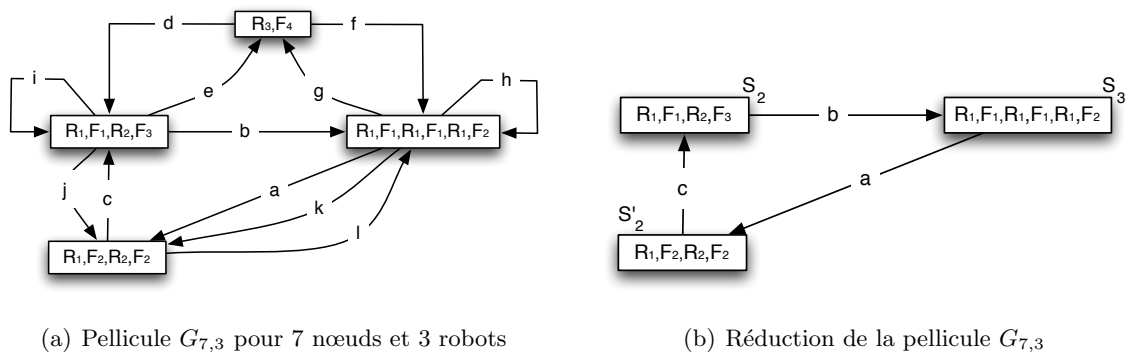 d
R₃,F₄
f
i
e
g
h
R₁,F₁,R₂,F₃
b
R₁,F₁,R₁,F₁,R₁,F₂
j
c
a
k
l
R₁,F₂,R₂,F₂
(a) Pellicule G₇,₃ pour 7 nœuds et 3 robots
S₂
S₃
R₁,F₁,R₂,F₃
b
R₁,F₁,R₁,F₁,R₁,F₂
c
a
S'₂
R₁,F₂,R₂,F₂
(b) Réduction de la pellicule G₇,₃